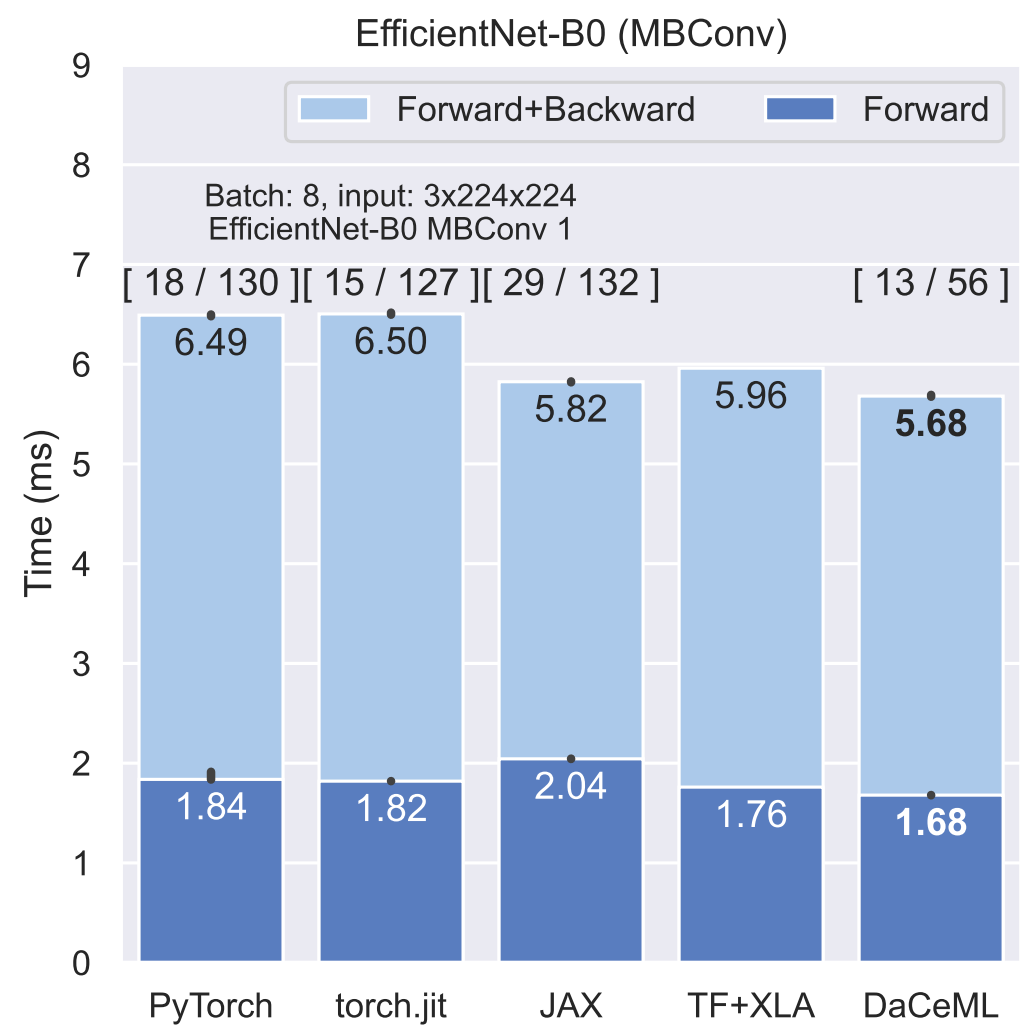 EfficientNet-B0 (MBConv)
Forward+Backward Forward
Batch: 8, input: 3x224x224
EfficientNet-B0 MBConv 1
[ 18 / 130 ][ 15 / 127 ][ 29 / 132 ] [ 13 / 56 ]
6.49 6.50 5.82 5.96 5.68
1.84 1.82 2.04 1.76 1.68
Time (ms)
9
8
7
6
5
4
3
2
1
0
PyTorch torch.jit JAX TF+XLA DaCeML